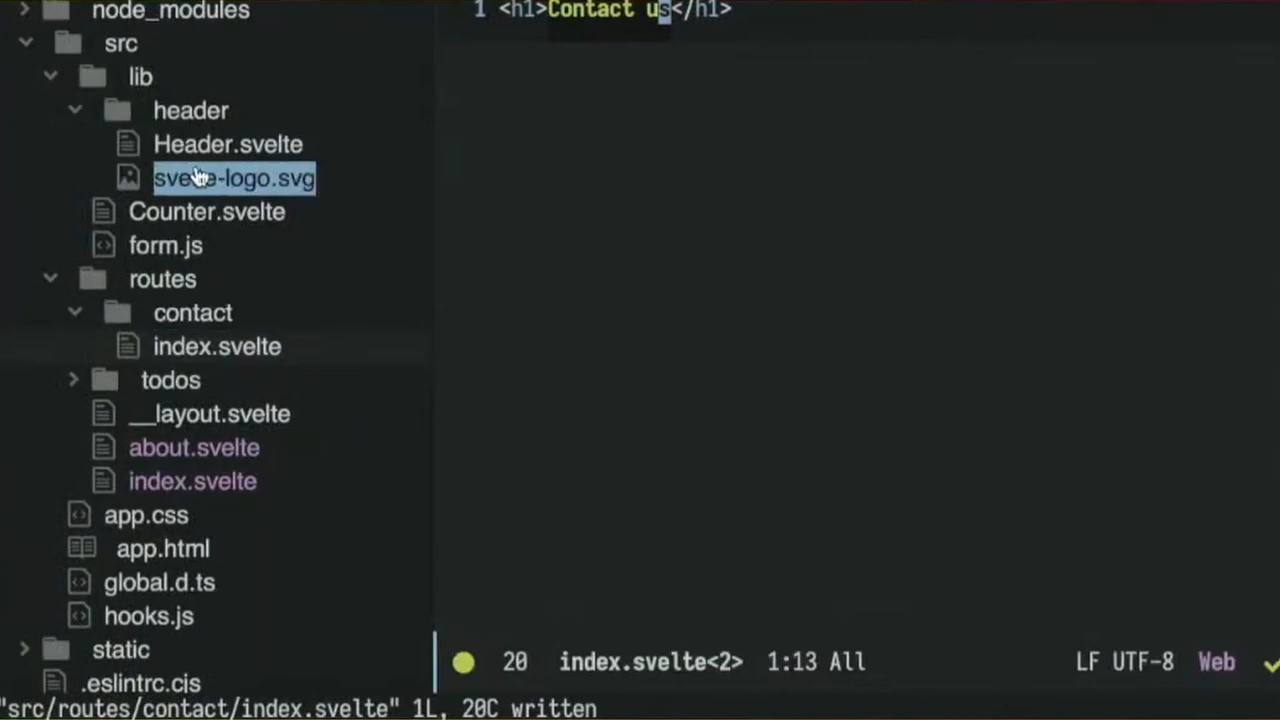 node_modules
src
lib
header
Header.svelte
svelte-logo.svg
Counter.svelte
form.js
routes
contact
index.svelte
todos
__layout.svelte
about.svelte
index.svelte
app.css
app.html
global.d.ts
hooks.js
static
.eslintrc.cjs
1 <h1>Contact us</h1>
20 index.svelte<2> 1:13 All LF UTF-8 Web
"src/routes/contact/index.svelte" 1L, 20C written